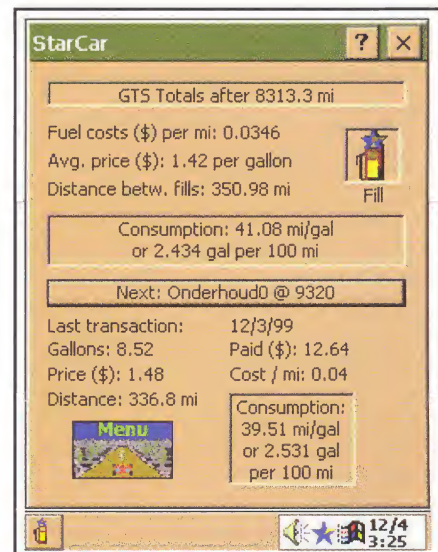 StarCar ? ×
GTS Totals after 8313.3 mi
Fuel costs ($) per mi: 0.0346
Avg. price ($): 1.42 per gallon
Distance betw. fills: 350.98 mi
Fill
Consumption: 41.08 mi/gal
or 2.434 gal per 100 mi
Next: Onderhoud0 @ 9320
Last transaction: 12/3/99
Gallons: 8.52 Paid ($): 12.64
Price ($): 1.48 Cost / mi: 0.04
Distance: 336.8 mi
Consumption:
39.51 mi/gal
or 2.531 gal
per 100 mi
Menu
12/4
3:25